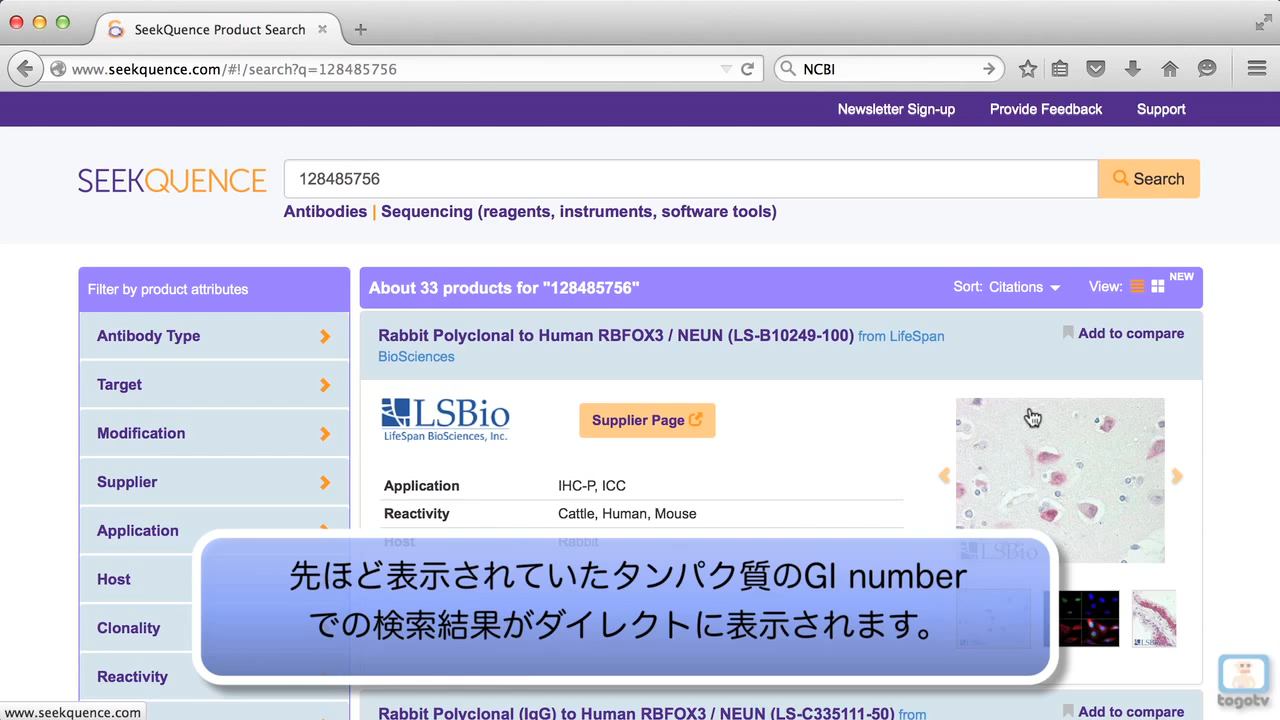 SeekQuence Product Search
www.seekquence.com/#!/search?q=128485756
NCBI
Newsletter Sign-up
Provide Feedback
Support
SEEKQUENCE
128485756
Search
Antibodies | Sequencing (reagents, instruments, software tools)
Filter by product attributes
Antibody Type
Target
Modification
Supplier
Application
Host
Clonality
Reactivity
About 33 products for "128485756"
Sort: Citations
View:
NEW
Rabbit Polyclonal to Human RBFOX3 / NEUN (LS-B10249-100) from LifeSpan
BioSciences
Add to compare
LSBio
LifeSpan BioSciences, Inc.
Supplier Page
Application IHC-P, ICC
Reactivity Cattle, Human, Mouse
Host Rabbit
LSBio
先ほど表示されていたタンパク質のGI number
での検索結果がダイレクトに表示されます。
Rabbit Polyclonal (IgG) to Human RBFOX3 / NEUN (LS-C335111-50) from
Add to compare
www.seekquence.com
togotv